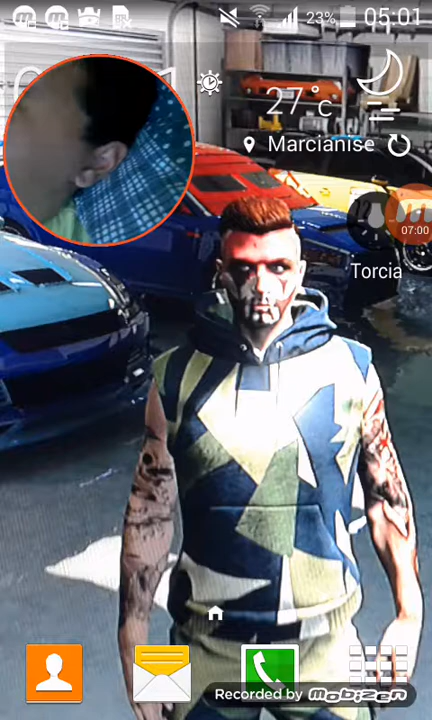 23% 05:01
27°c
Marcianise
07:00
Torcia
Recorded by mobizen